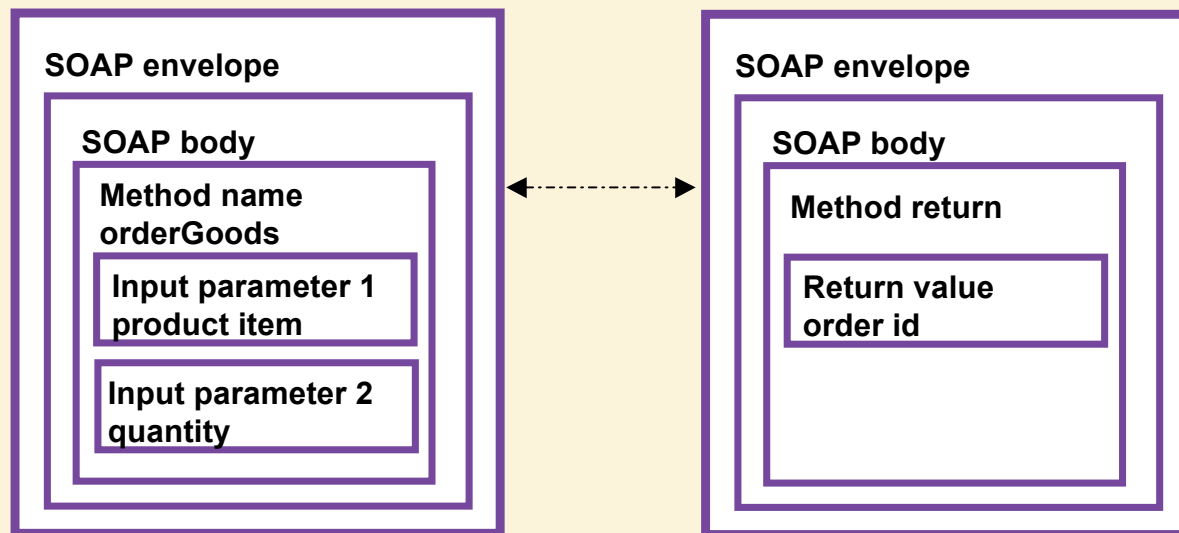 SOAP envelope
SOAP body
Method name
orderGoods
Input parameter 1
product item
Input parameter 2
quantity
SOAP envelope
SOAP body
Method return
Return value
order id